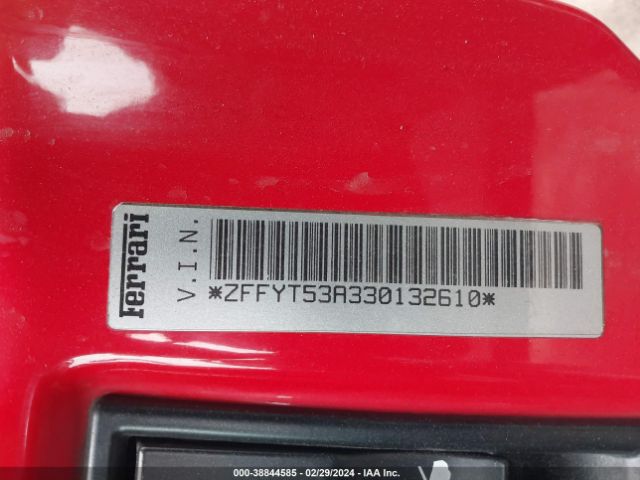 Ferrari
V.I.N.
*ZFFYT53A330132610*
000-38844585 - 02/29/2024 - IAA Inc.